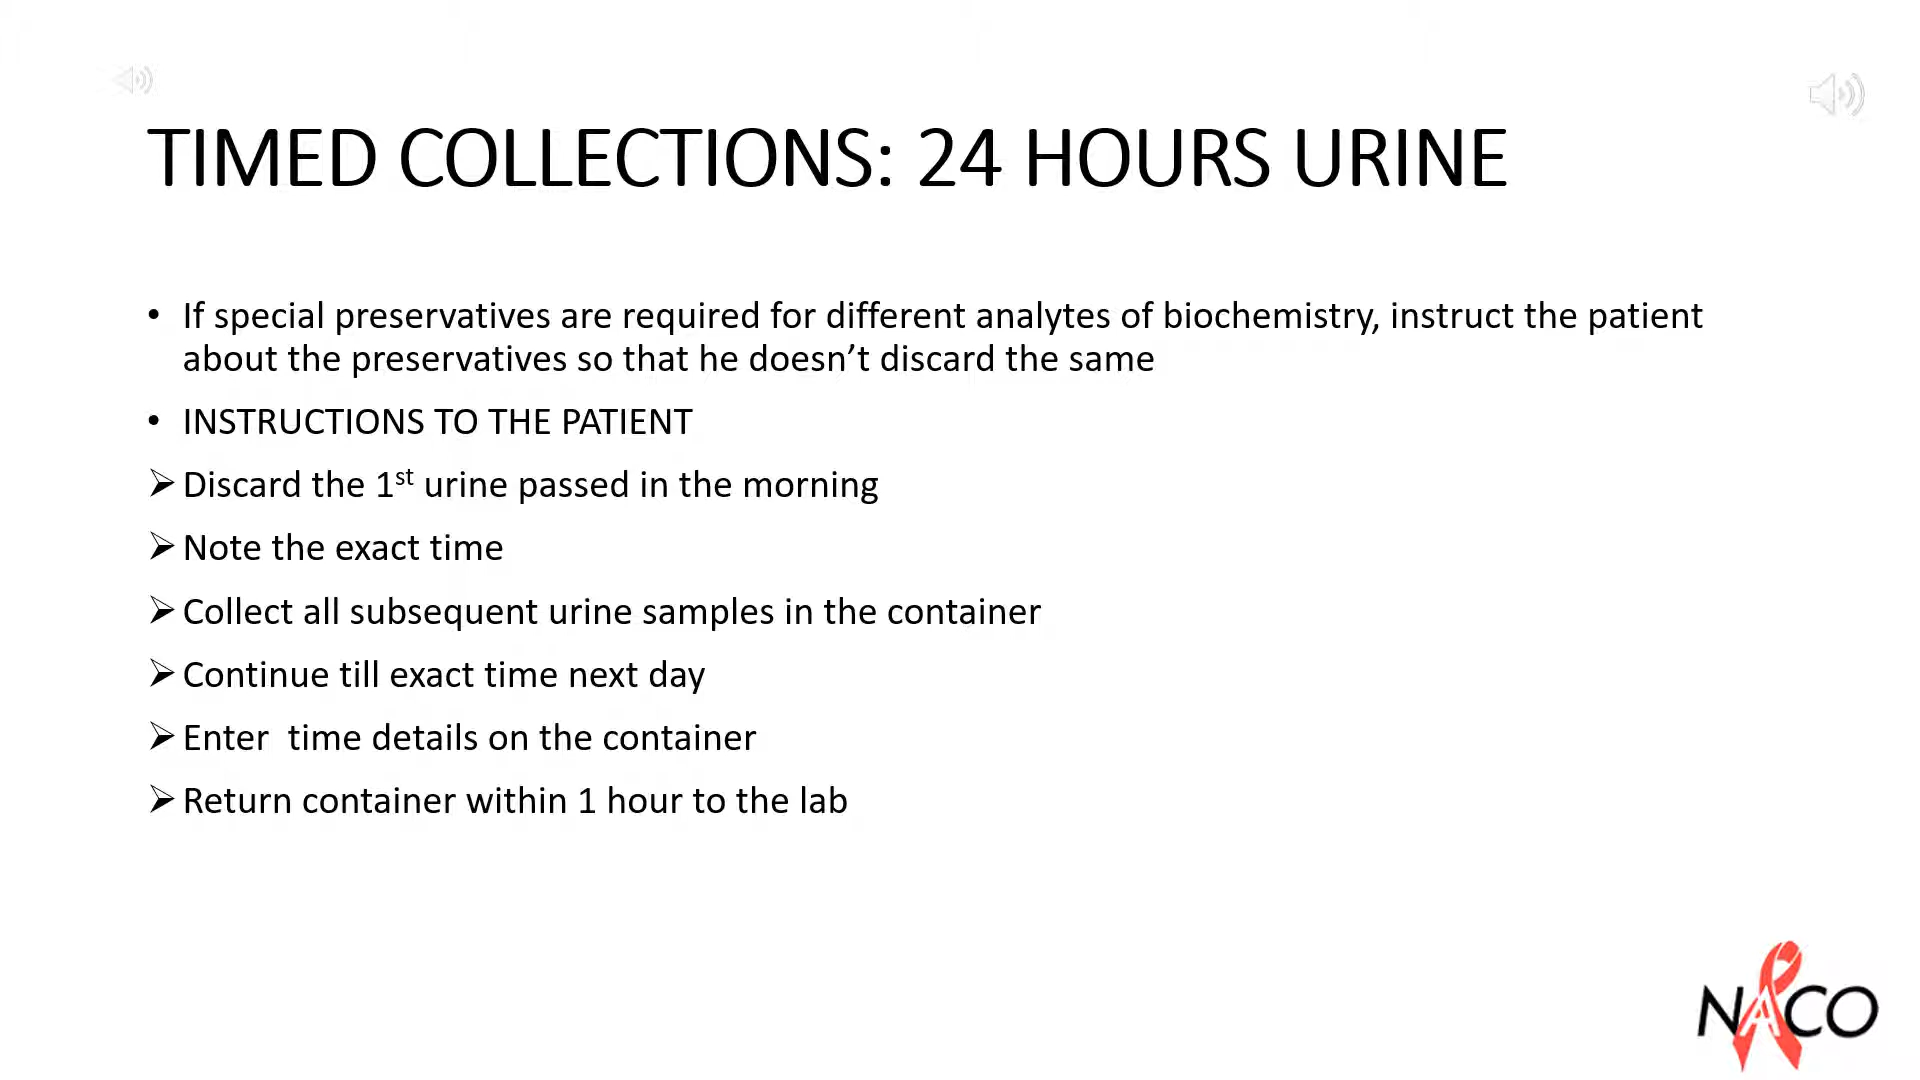 TIMED COLLECTIONS: 24 HOURS URINE
• If special preservatives are required for different analytes of biochemistry, instruct the patient
about the preservatives so that he doesn’t discard the same
• INSTRUCTIONS TO THE PATIENT
➢ Discard the 1st urine passed in the morning
➢ Note the exact time
➢ Collect all subsequent urine samples in the container
➢ Continue till exact time next day
➢ Enter  time details on the container
➢ Return container within 1 hour to the lab
NACO